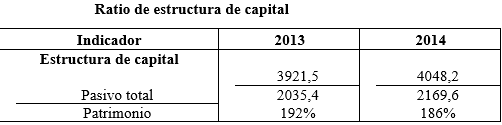 Ratio de estructura de capital
Indicador 2013 2014
Estructura de capital
3921,5 4048,2
Pasivo total 2035,4 2169,6
Patrimonio 192% 186%